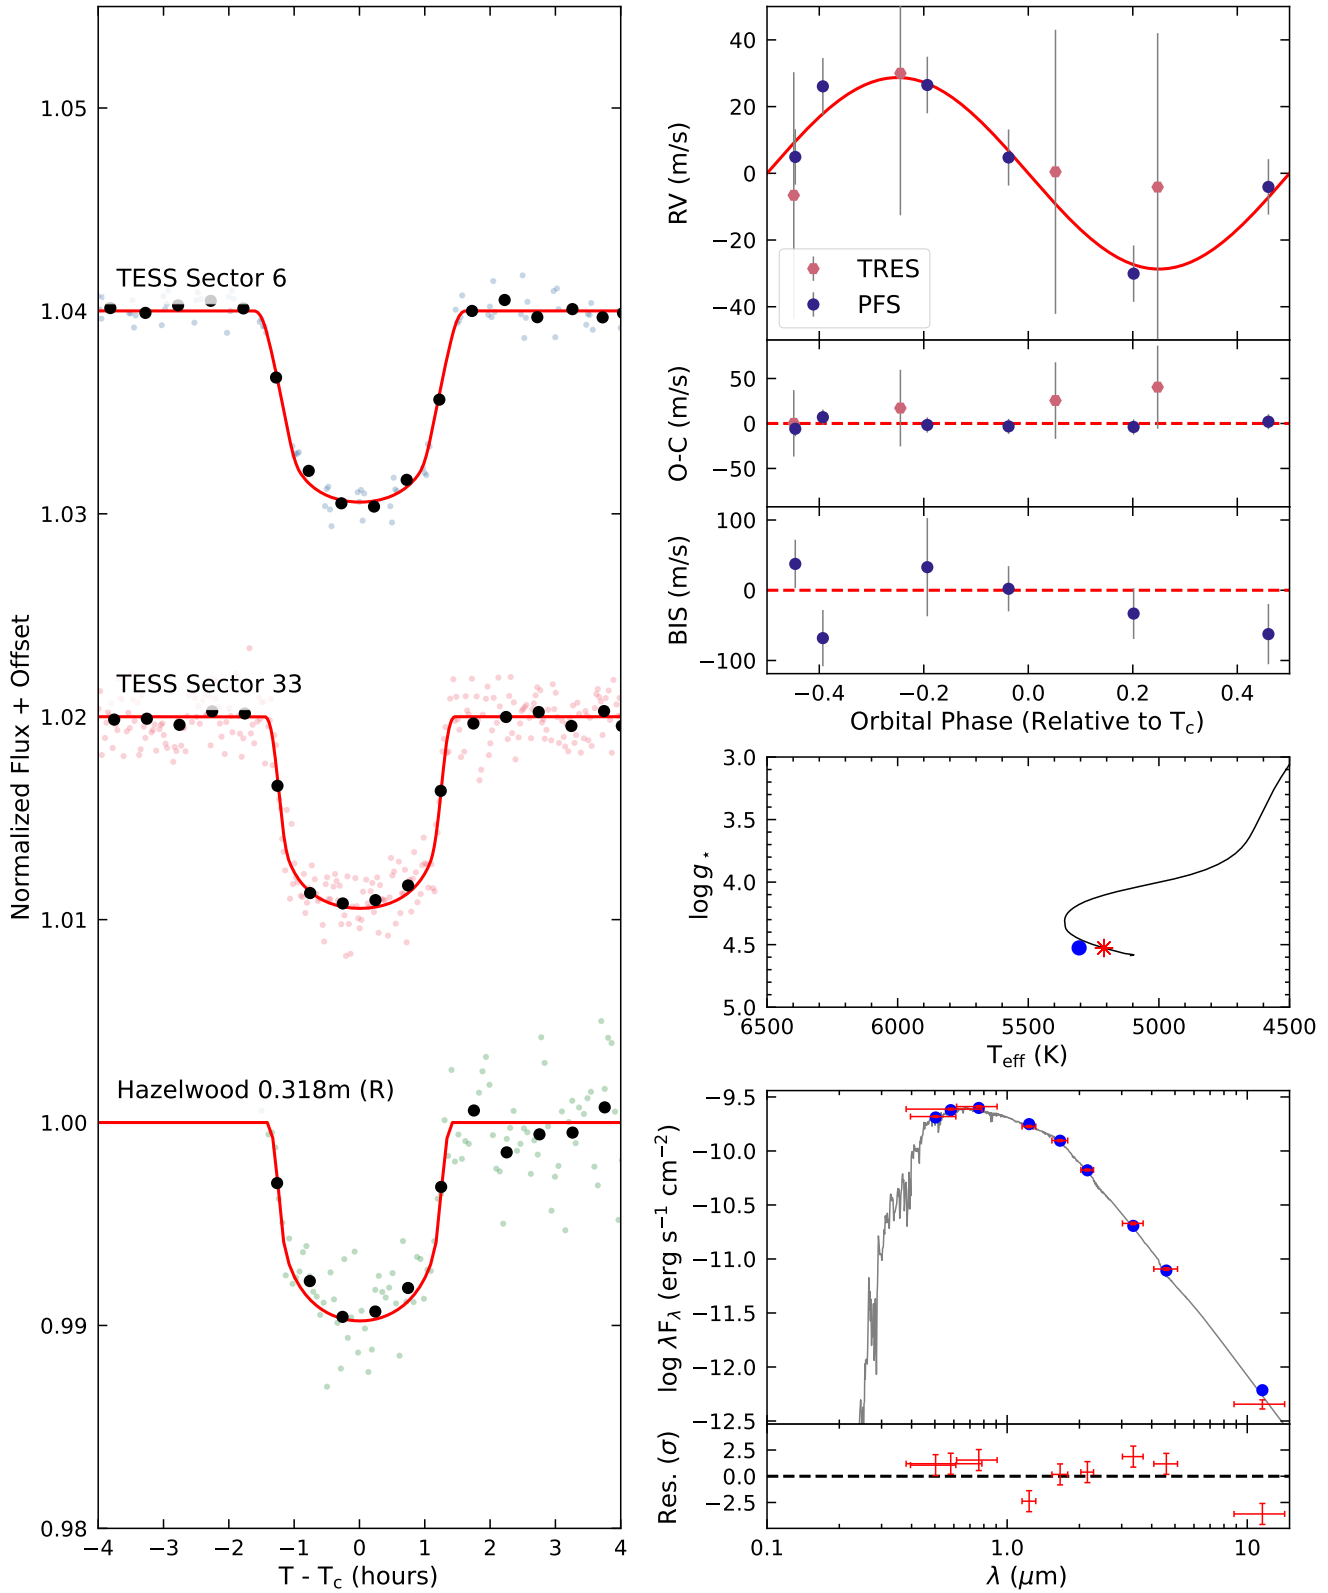 Normalized Flux + Offset
1.05
1.04
1.03
1.02
1.01
1.00
0.99
0.98
TESS Sector 6
TESS Sector 33
Hazelwood 0.318m (R)
−4 −3 −2 −1 0 1 2 3 4
T - Tc (hours)
RV (m/s)
40
20
0
−20
−40
TRES
PFS
O-C (m/s)
50
0
−50
BIS (m/s)
100
0
−100
−0.4 −0.2 0.0 0.2 0.4
Orbital Phase (Relative to Tc)
log g⋆
3.0
3.5
4.0
4.5
5.0
6500 6000 5500 5000 4500
Teff (K)
log λFλ (erg s−1 cm−2)
−9.5
−10.0
−10.5
−11.0
−11.5
−12.0
−12.5
Res. (σ)
2.5
0.0
−2.5
0.1 1.0 10
λ (μm)